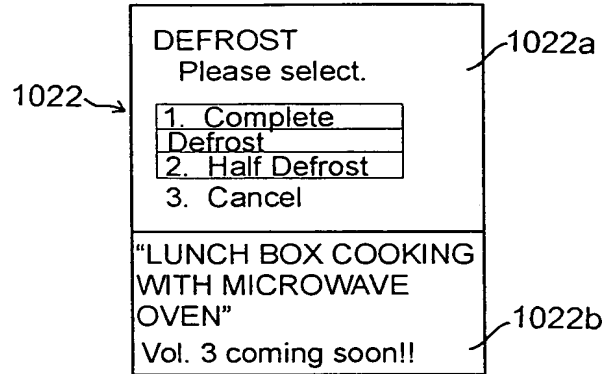 DEFROST
Please select.
1. Complete
Defrost
2. Half Defrost
3. Cancel
“LUNCH BOX COOKING
WITH MICROWAVE
OVEN”
Vol. 3 coming soon!!
1022
1022a
1022b